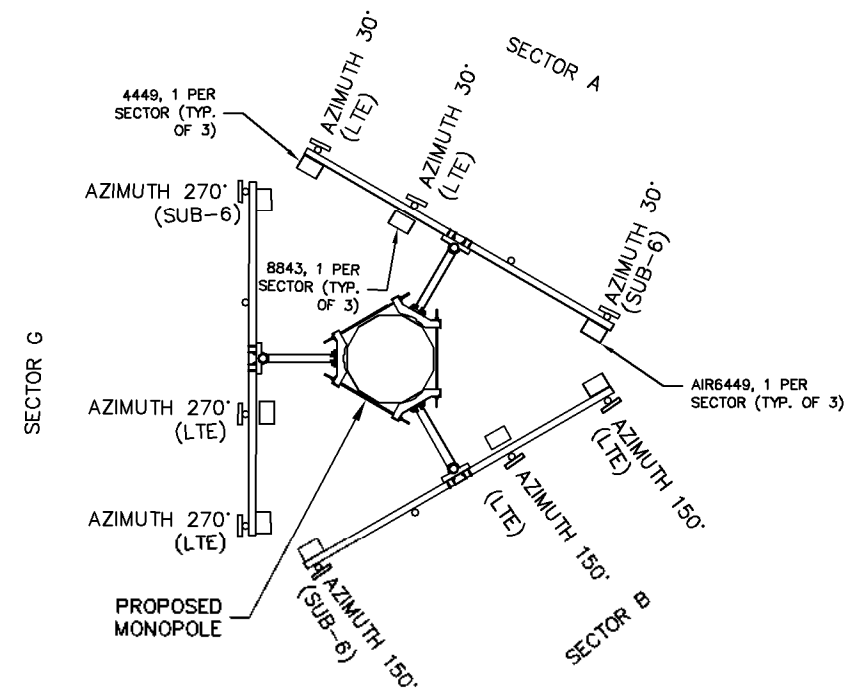 SECTOR A
4449, 1 PER
SECTOR (TYP.
OF 3)
AZIMUTH 30°
(LTE)
AZIMUTH 30°
(LTE)
AZIMUTH 30°
(SUB-6)
AZIMUTH 270°
(SUB-6)
8843, 1 PER
SECTOR (TYP.
OF 3)
SECTOR G
AIR6449, 1 PER
SECTOR (TYP. OF 3)
AZIMUTH 270°
(LTE)
AZIMUTH 270°
(LTE)
AZIMUTH 150°
(LTE)
AZIMUTH 150°
(LTE)
AZIMUTH 150°
(SUB-6)
PROPOSED
MONOPOLE
SECTOR B